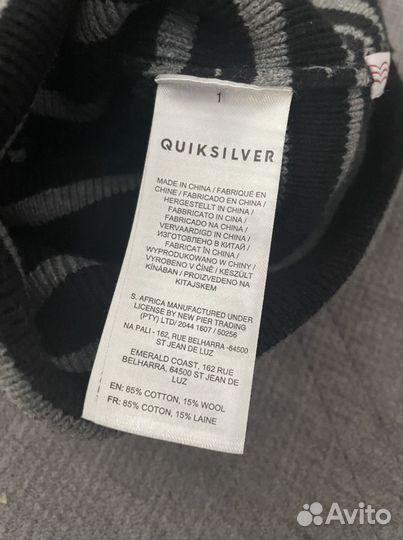 1
QUIKSILVER
MADE IN CHINA / FABRIQUÉ EN
CHINE / FABRICADO EN CHINA /
HERGESTELLT IN CHINA /
FABBRICATO IN CINA /
FABRICADO NA CHINA /
VERVAARDIGD IN CHINA /
ИЗГОТОВЛЕНО В КИТАЙ /
FABRICAT ÎN CHINA /
WYPRODUKOWANO W CHINY /
VYROBENO V ČÍNĚ / KÉSZÜLT
KÍNÁBAN / PROIZVEDENO NA
KITAJSKEM
S. AFRICA MANUFACTURED UNDER
LICENSE BY NEW PIER TRADING
(PTY) LTD/ 2044 1607 / 50256
NA PALI - 162, RUE BELHARRA -64500
ST JEAN DE LUZ
EMERALD COAST, 162 RUE
BELHARRA, 64500 ST JEAN DE
LUZ
EN: 85% COTTON, 15% WOOL
FR: 85% COTON, 15% LAINE
Avito